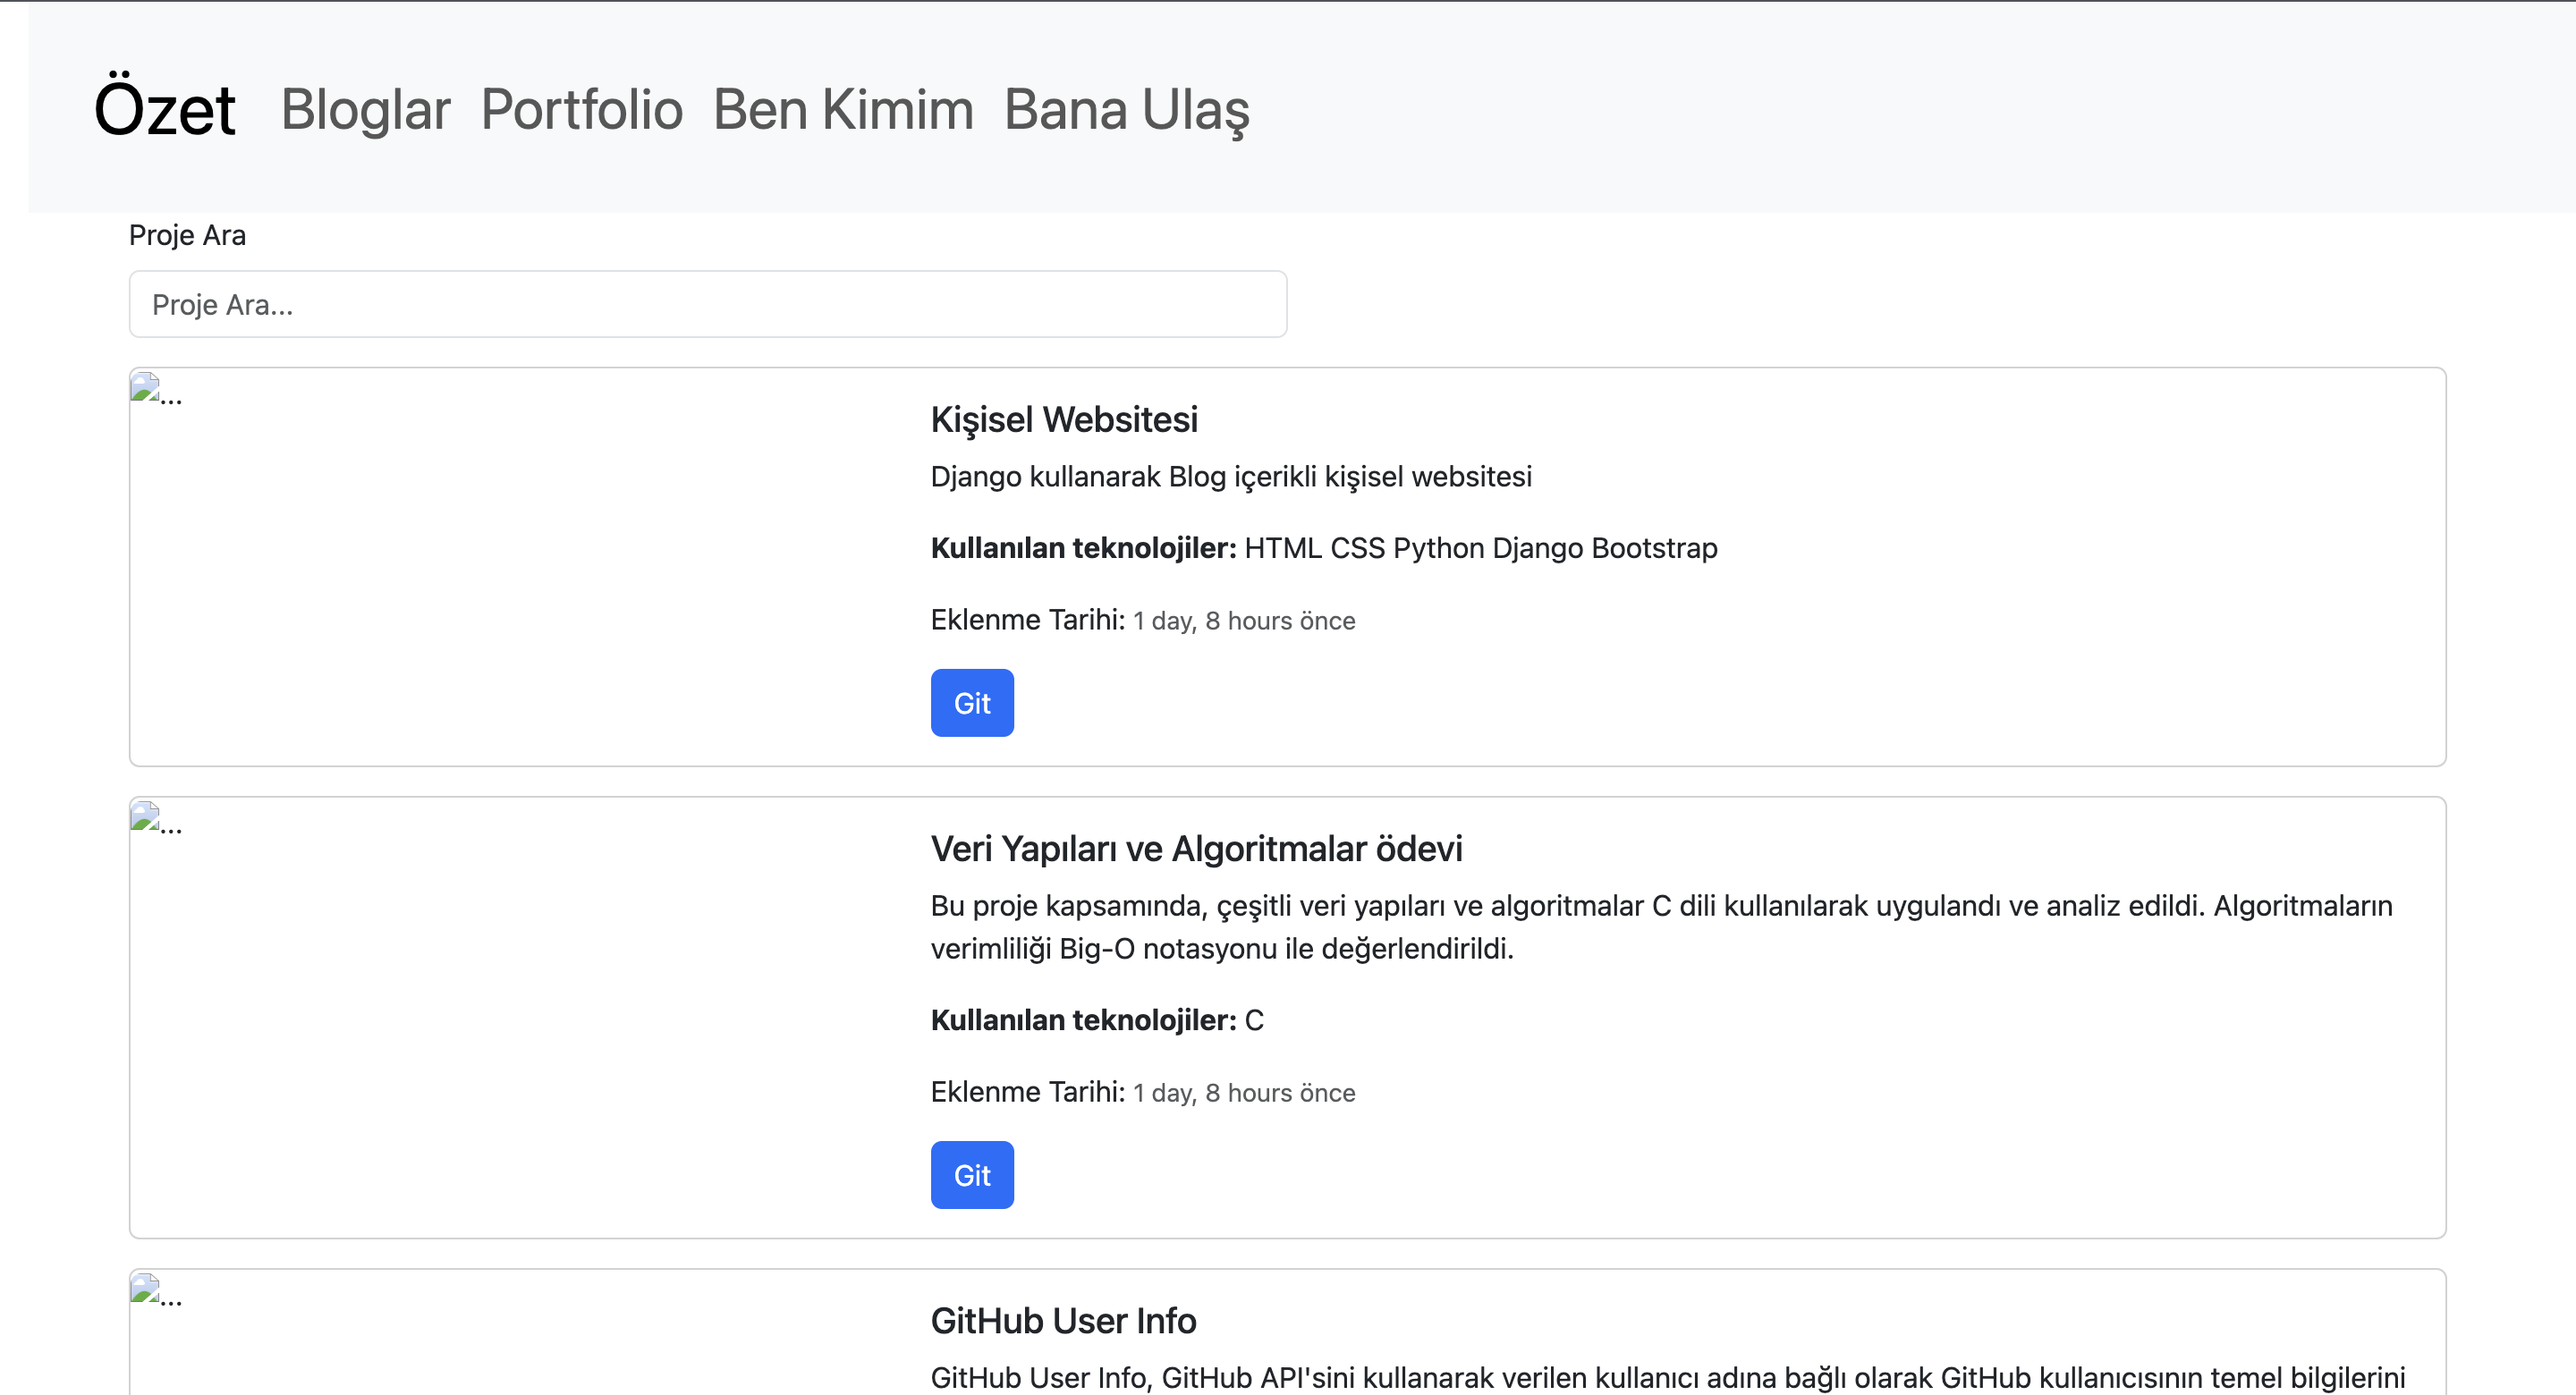 Özet Bloglar Portfolio Ben Kimim Bana Ulaş
Proje Ara
Proje Ara...
...
Kişisel Websitesi
Django kullanarak Blog içerikli kişisel websitesi
Kullanılan teknolojiler: HTML CSS Python Django Bootstrap
Eklenme Tarihi: 1 day, 8 hours önce
Git
...
Veri Yapıları ve Algoritmalar ödevi
Bu proje kapsamında, çeşitli veri yapıları ve algoritmalar C dili kullanılarak uygulandı ve analiz edildi. Algoritmaların
verimliliği Big-O notasyonu ile değerlendirildi.
Kullanılan teknolojiler: C
Eklenme Tarihi: 1 day, 8 hours önce
Git
...
GitHub User Info
GitHub User Info, GitHub API'sini kullanarak verilen kullanıcı adına bağlı olarak GitHub kullanıcısının temel bilgilerini